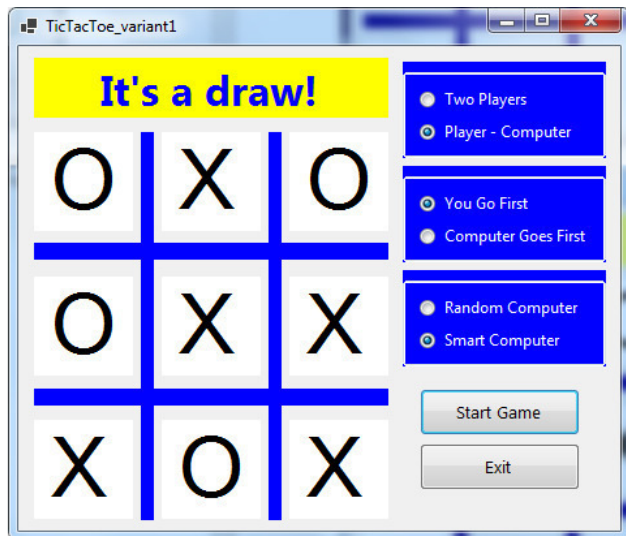 TicTacToe_variant1
It's a draw!
O X O
O X X
X O X
Two Players
Player - Computer
You Go First
Computer Goes First
Random Computer
Smart Computer
Start Game
Exit